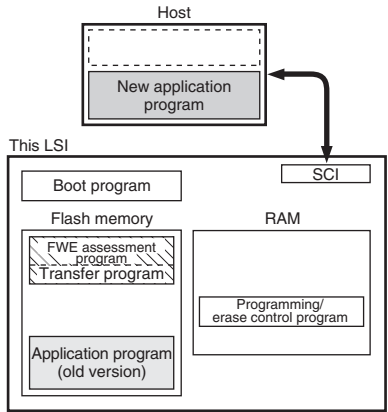 Host
New application
program
This LSI
SCI
Boot program
Flash memory
RAM
FWE assessment
program
Transfer program
Programming/
erase control program
Application program
(old version)